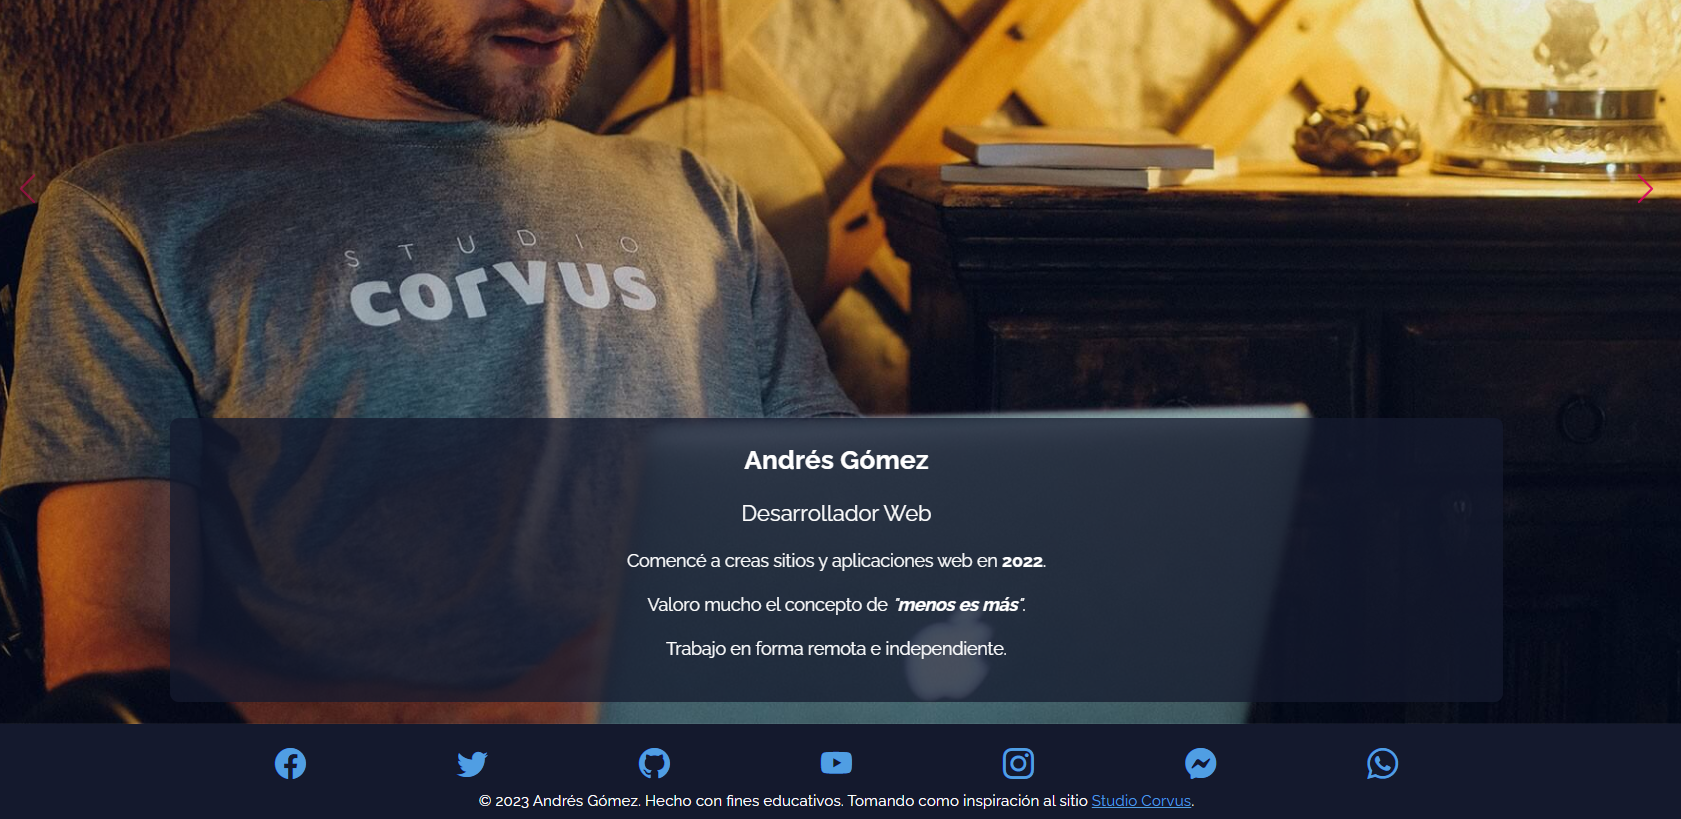 STUDIO
corvus
Andrés Gómez
Desarrollador Web
Comencé a creas sitios y aplicaciones web en 2022.
Valoro mucho el concepto de "menos es más".
Trabajo en forma remota e independiente.
© 2023 Andrés Gómez. Hecho con fines educativos. Tomando como inspiración al sitio Studio Corvus.